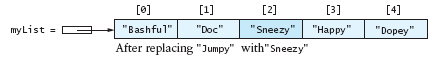 [0] [1] [2] [3] [4]
myList = "Bashful" "Doc" "Sneezy" "Happy" "Dopey"
After replacing "Jumpy" with"Sneezy"